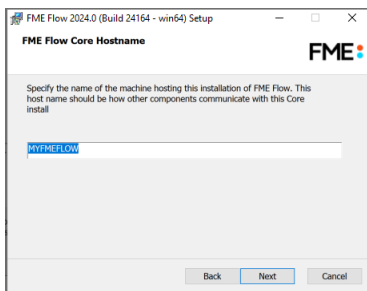 FME Flow 2024.0 (Build 24164 - win64) Setup
FME Flow Core Hostname
FME
Specify the name of the machine hosting this installation of FME Flow. This
host name should be how other components communicate with this Core
install
MYFMEFLOW
Back Next Cancel